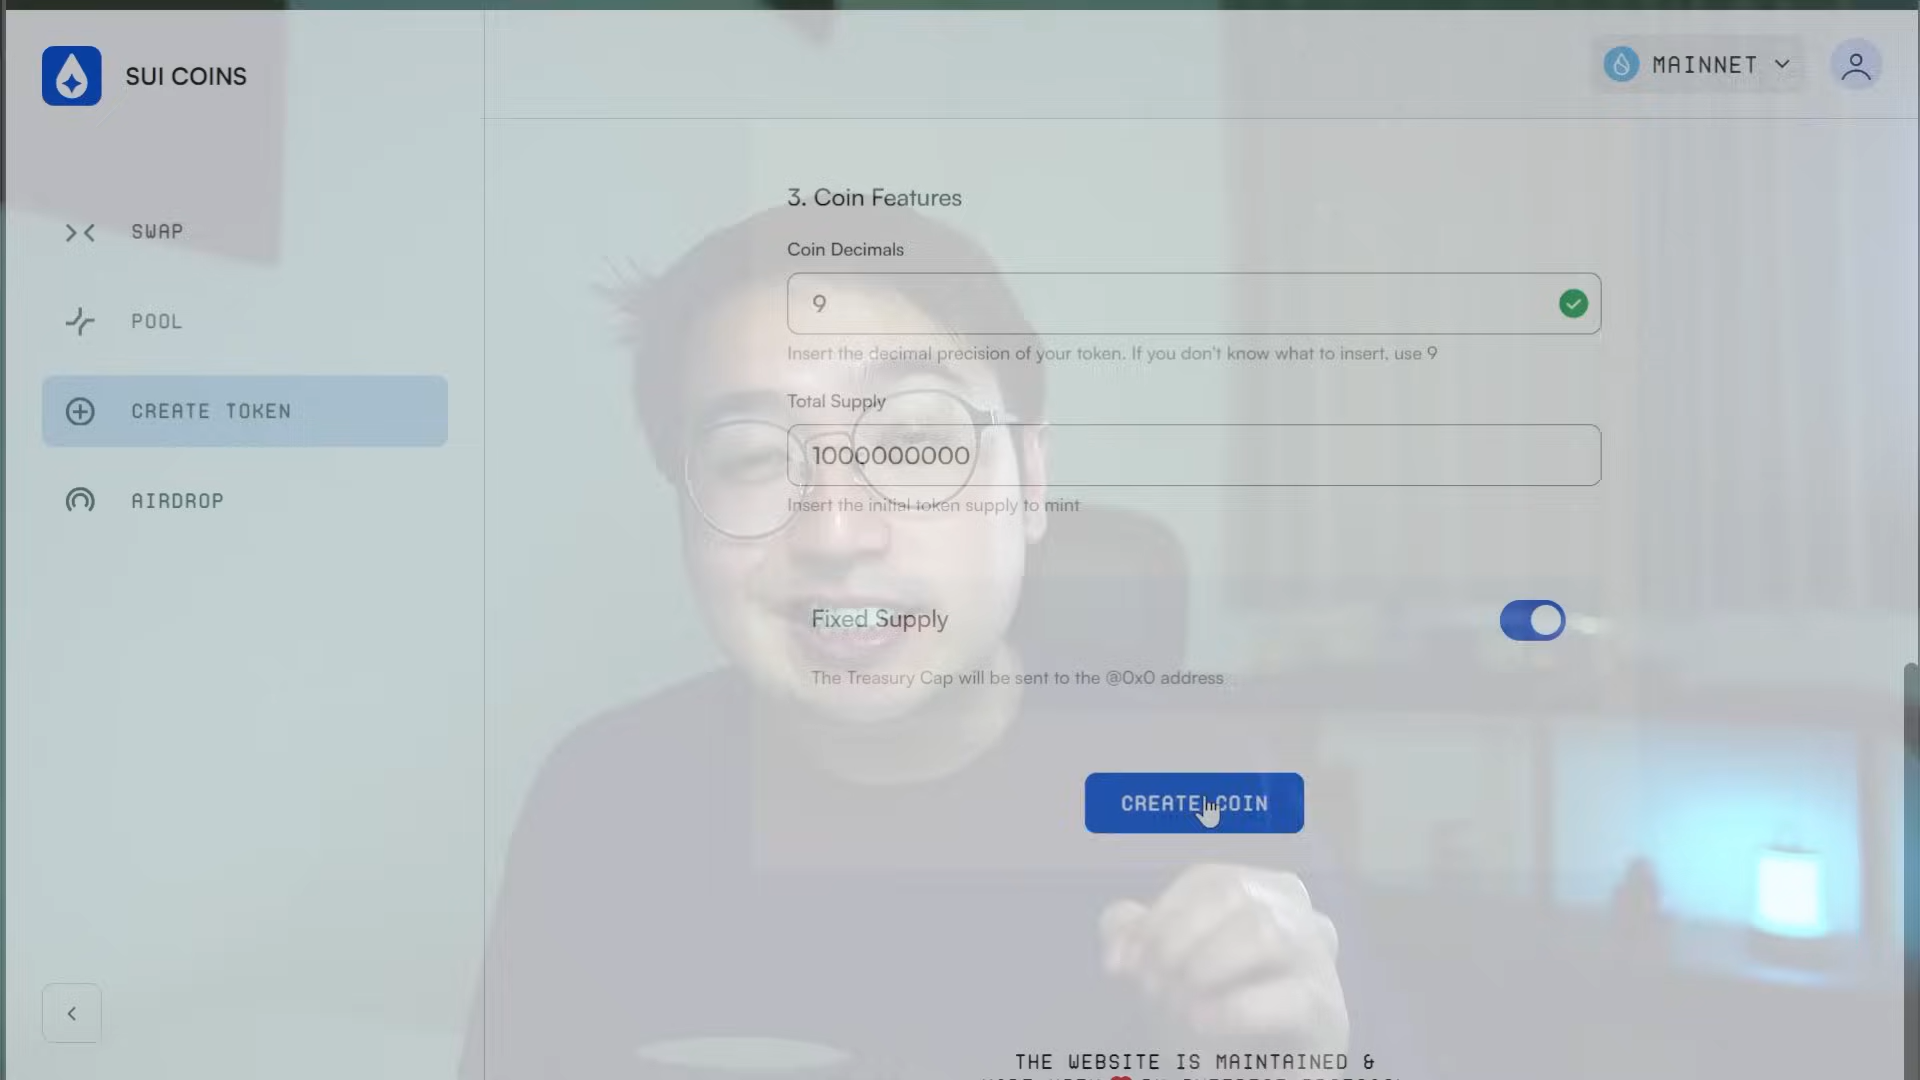 SUI COINS
MAINNET
SWAP
POOL
CREATE TOKEN
AIRDROP
3. Coin Features
Coin Decimals
9
Insert the decimal precision of your token. If you don't know what to insert, use 9
Total Supply
1000000000
Insert the initial token supply to mint
Fixed Supply
The Treasury Cap will be sent to the @0x0 address
CREATE COIN
THE WEBSITE IS MAINTAINED &